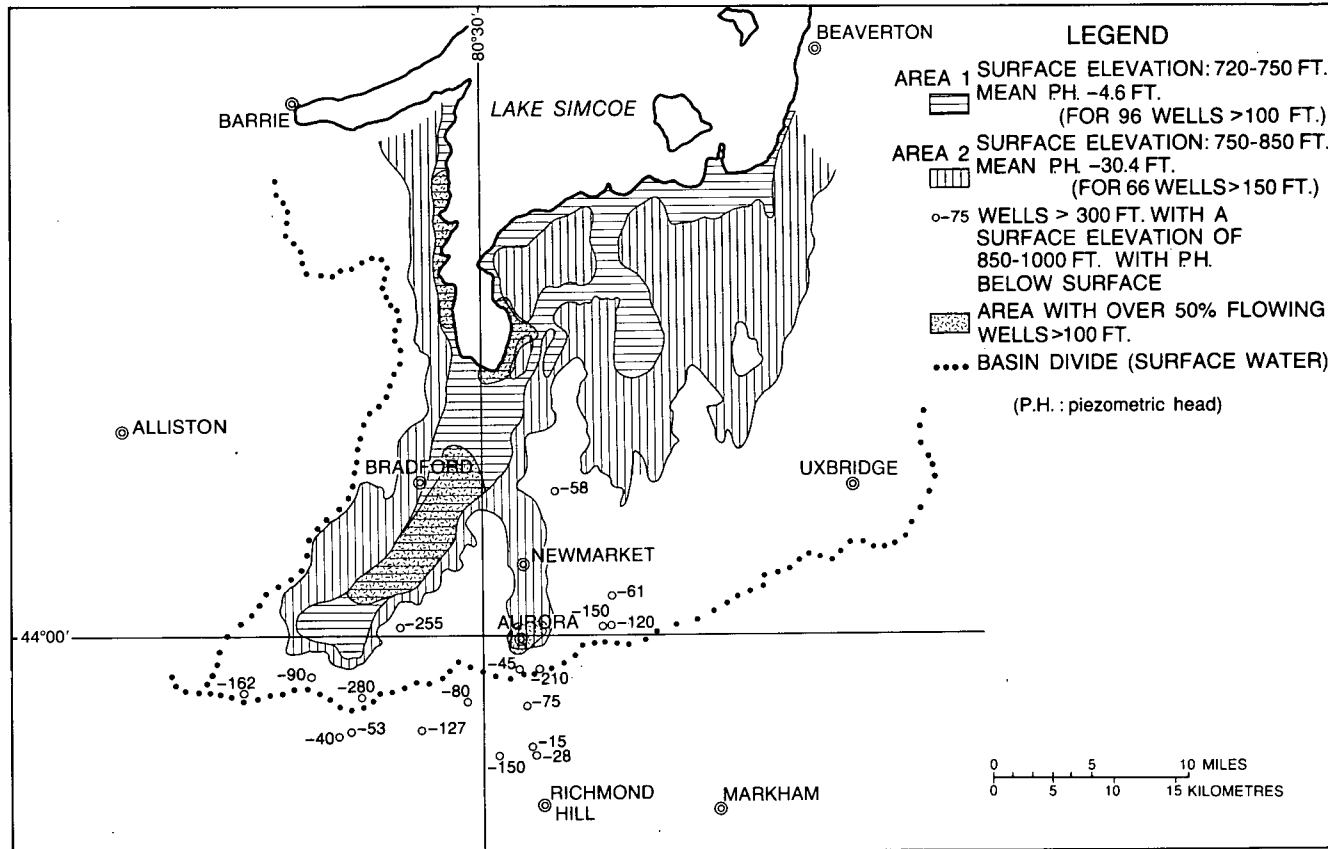 80°30'
BEAVERTON
BARRIE
LAKE SIMCOE
ALLISTON
BRADFORD
UXBRIDGE
-58
NEWMARKET
-61
-150
-120
44°00'
-255
AURORA
-45
-210
-162
-90
-280
-80
-75
-40
-53
-127
-15
-28
-150
RICHMOND
HILL
MARKHAM
LEGEND
AREA 1
SURFACE ELEVATION: 720-750 FT.
MEAN P.H. -4.6 FT.
(FOR 96 WELLS >100 FT.)
AREA 2
SURFACE ELEVATION: 750-850 FT.
MEAN P.H. -30.4 FT.
(FOR 66 WELLS>150 FT.)
-75 WELLS > 300 FT. WITH A
SURFACE ELEVATION OF
850-1000 FT. WITH P.H.
BELOW SURFACE
AREA WITH OVER 50% FLOWING
WELLS>100 FT.
BASIN DIVIDE (SURFACE WATER)
(P.H. : piezometric head)
0 5 10 MILES
0 5 10 15 KILOMETRES